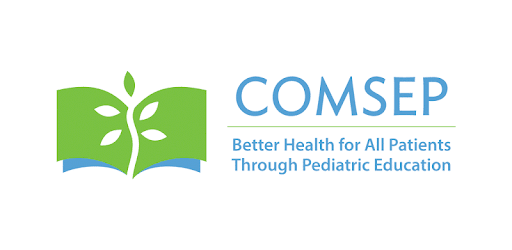 COMSEP
Better Health for All Patients
Through Pediatric Education